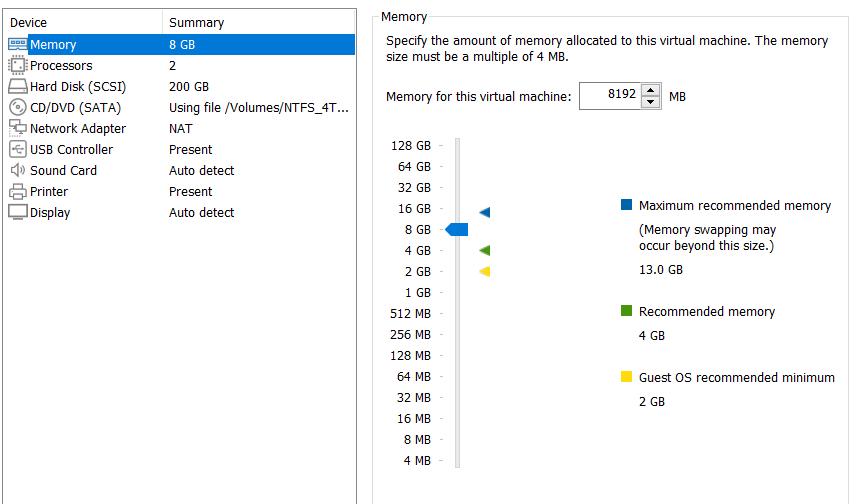 Device Summary
Memory 8 GB
Processors 2
Hard Disk (SCSI) 200 GB
CD/DVD (SATA) Using file /Volumes/NTFS_4T...
Network Adapter NAT
USB Controller Present
Sound Card Auto detect
Printer Present
Display Auto detect
Memory
Specify the amount of memory allocated to this virtual machine. The memory
size must be a multiple of 4 MB.
Memory for this virtual machine: 8192 MB
128 GB
64 GB
32 GB
16 GB
8 GB
4 GB
2 GB
1 GB
512 MB
256 MB
128 MB
64 MB
32 MB
16 MB
8 MB
4 MB
Maximum recommended memory
(Memory swapping may
occur beyond this size.)
13.0 GB
Recommended memory
4 GB
Guest OS recommended minimum
2 GB